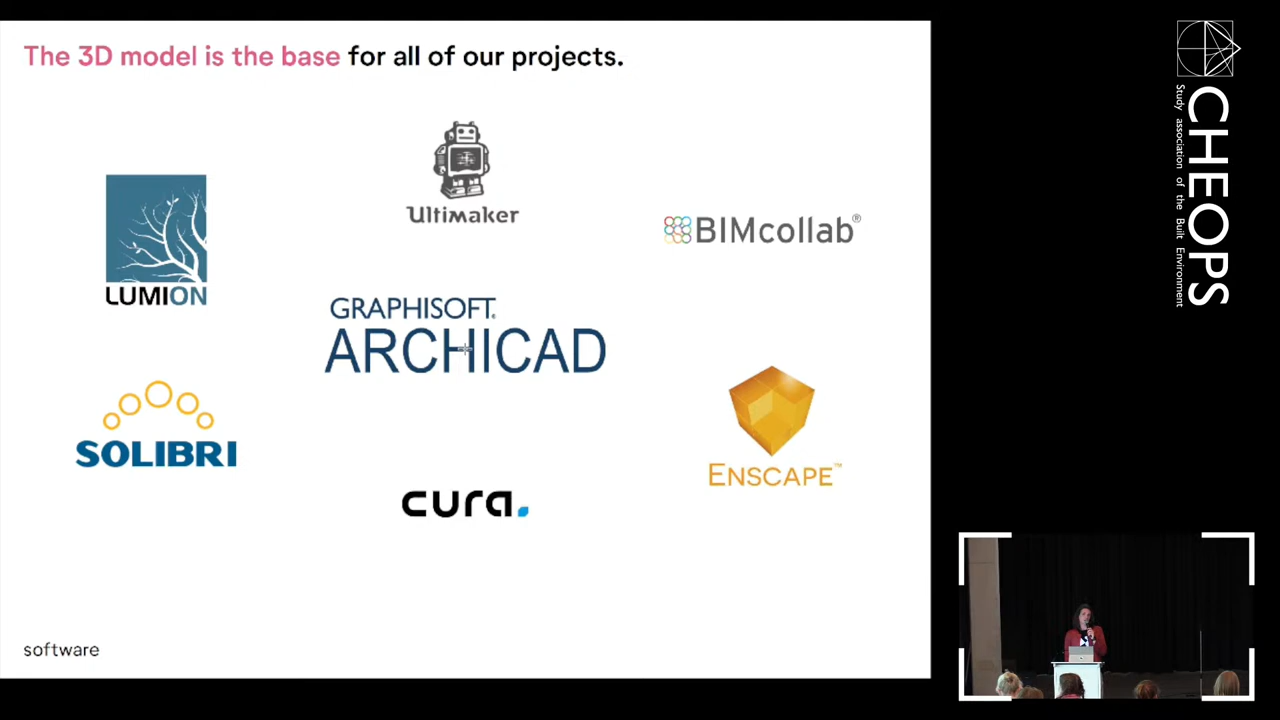 The 3D model is the base for all of our projects.
Ultimaker
BIMcollab®
LUMION
GRAPHISOFT®
ARCHICAD
SOLIBRI
ENSCAPE™
cura.
software
CHEOPS
Study association of the Built Environment